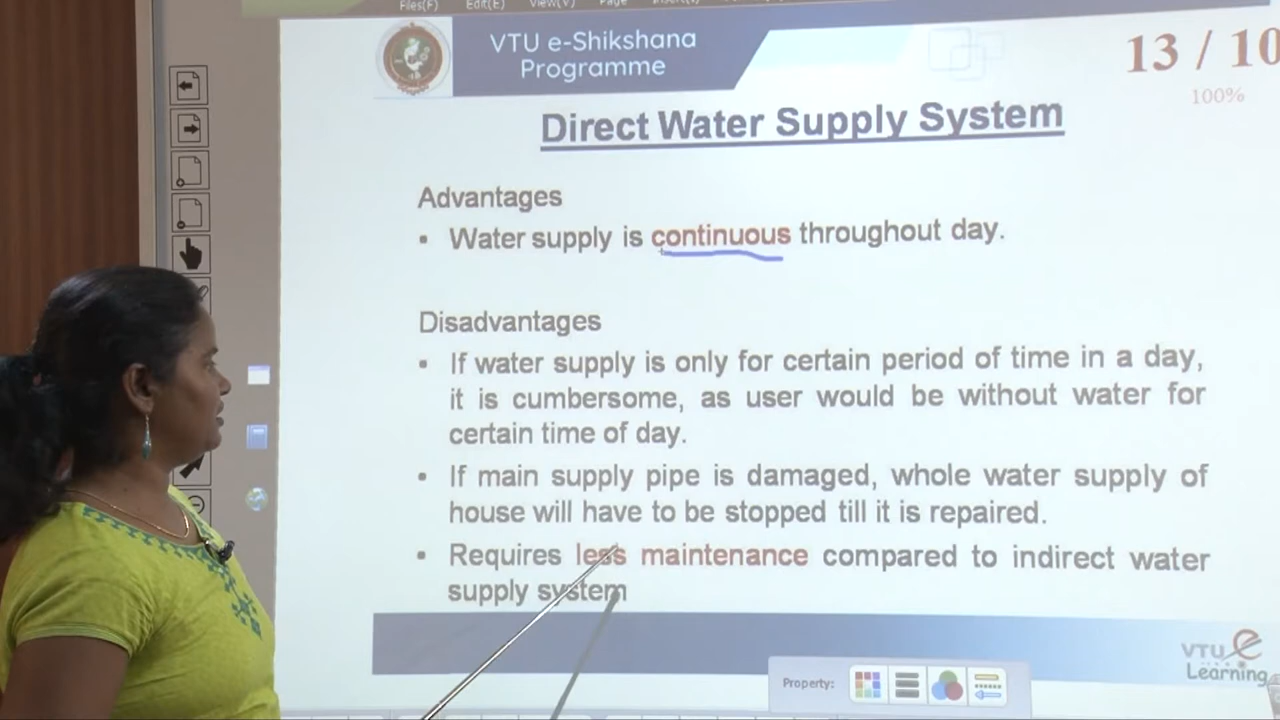 Files(F) Edit(E) View(V) Page
VTU e-Shikshana
Programme
13 / 10
100%
Direct Water Supply System
Advantages
• Water supply is continuous throughout day.
Disadvantages
• If water supply is only for certain period of time in a day,
it is cumbersome, as user would be without water for
certain time of day.
• If main supply pipe is damaged, whole water supply of
house will have to be stopped till it is repaired.
• Requires less maintenance compared to indirect water
supply system
VTU e
Learning
Property: